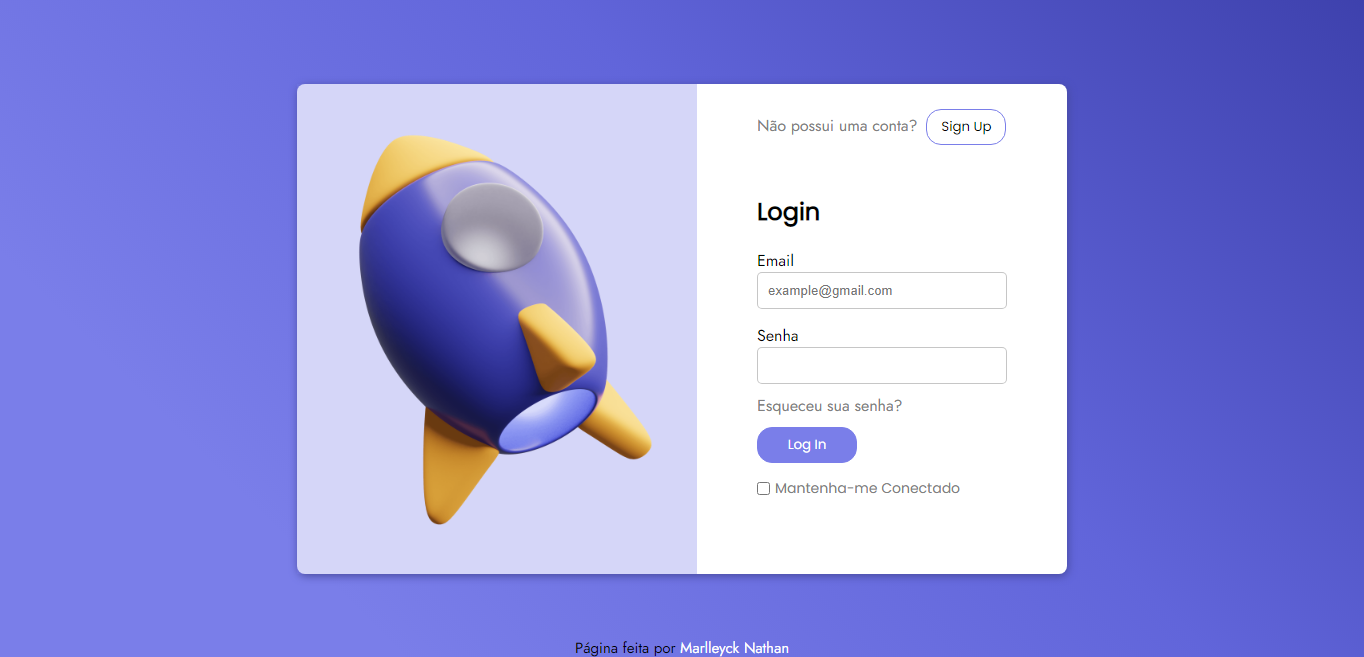 Não possui uma conta? Sign Up
Login
Email
example@gmail.com
Senha
Esqueceu sua senha?
Log In
Mantenha-me Conectado
Página feita por Marlleyck Nathan